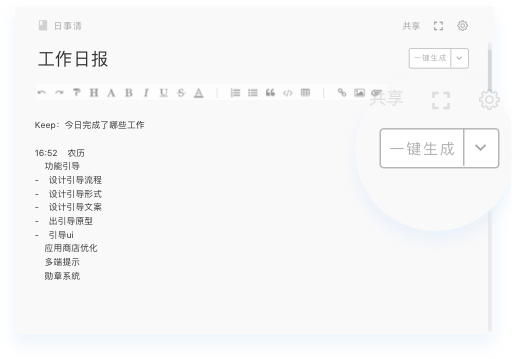 日事清
共享
工作日报
一键生成
H A B I U S A
Keep：今日完成了哪些工作
16:52 农历
功能引导
- 设计引导流程
- 设计引导形式
- 设计引导文案
- 出引导原型
- 引导ui
应用商店优化
多端提示
勋章系统
共享
一键生成